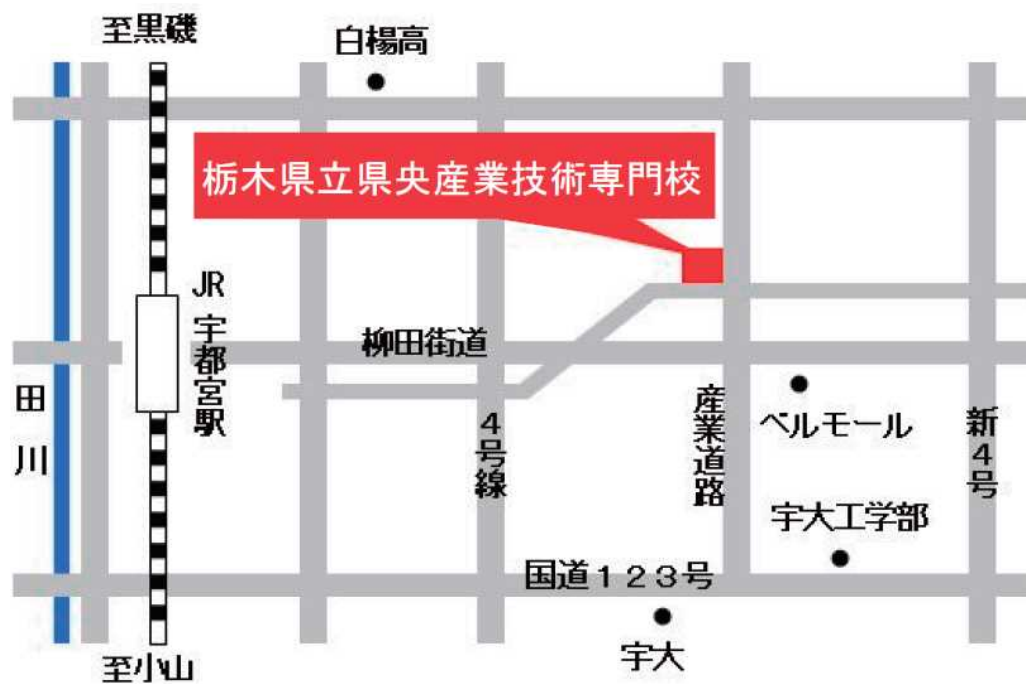 至黒磯
白楊高
栃木県立県央産業技術専門校
JR宇都宮駅
柳田街道
田川
4号線
産業道路
ベルモール
新4号
宇大工学部
国道123号
宇大
至小山